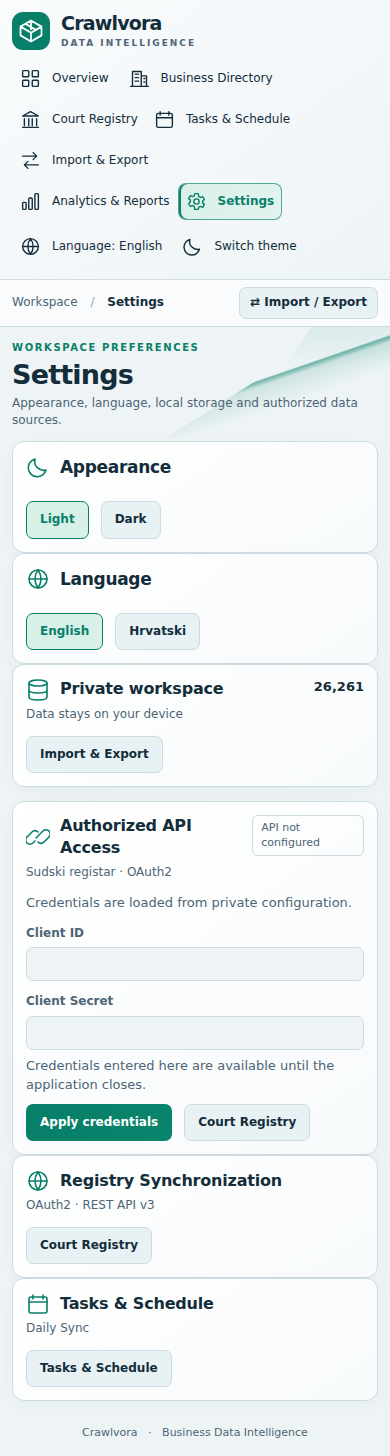 Crawlvora
DATA INTELLIGENCE
Overview
Business Directory
Court Registry
Tasks & Schedule
Import & Export
Analytics & Reports
Settings
Language: English
Switch theme
Workspace / Settings
⇄ Import / Export
WORKSPACE PREFERENCES
Settings
Appearance, language, local storage and authorized data
sources.
Appearance
Light
Dark
Language
English
Hrvatski
Private workspace
26,261
Data stays on your device
Import & Export
Authorized API
Access
API not
configured
Sudski registar · OAuth2
Credentials are loaded from private configuration.
Client ID
Client Secret
Credentials entered here are available until the
application closes.
Apply credentials
Court Registry
Registry Synchronization
OAuth2 · REST API v3
Court Registry
Tasks & Schedule
Daily Sync
Tasks & Schedule
Crawlvora · Business Data Intelligence